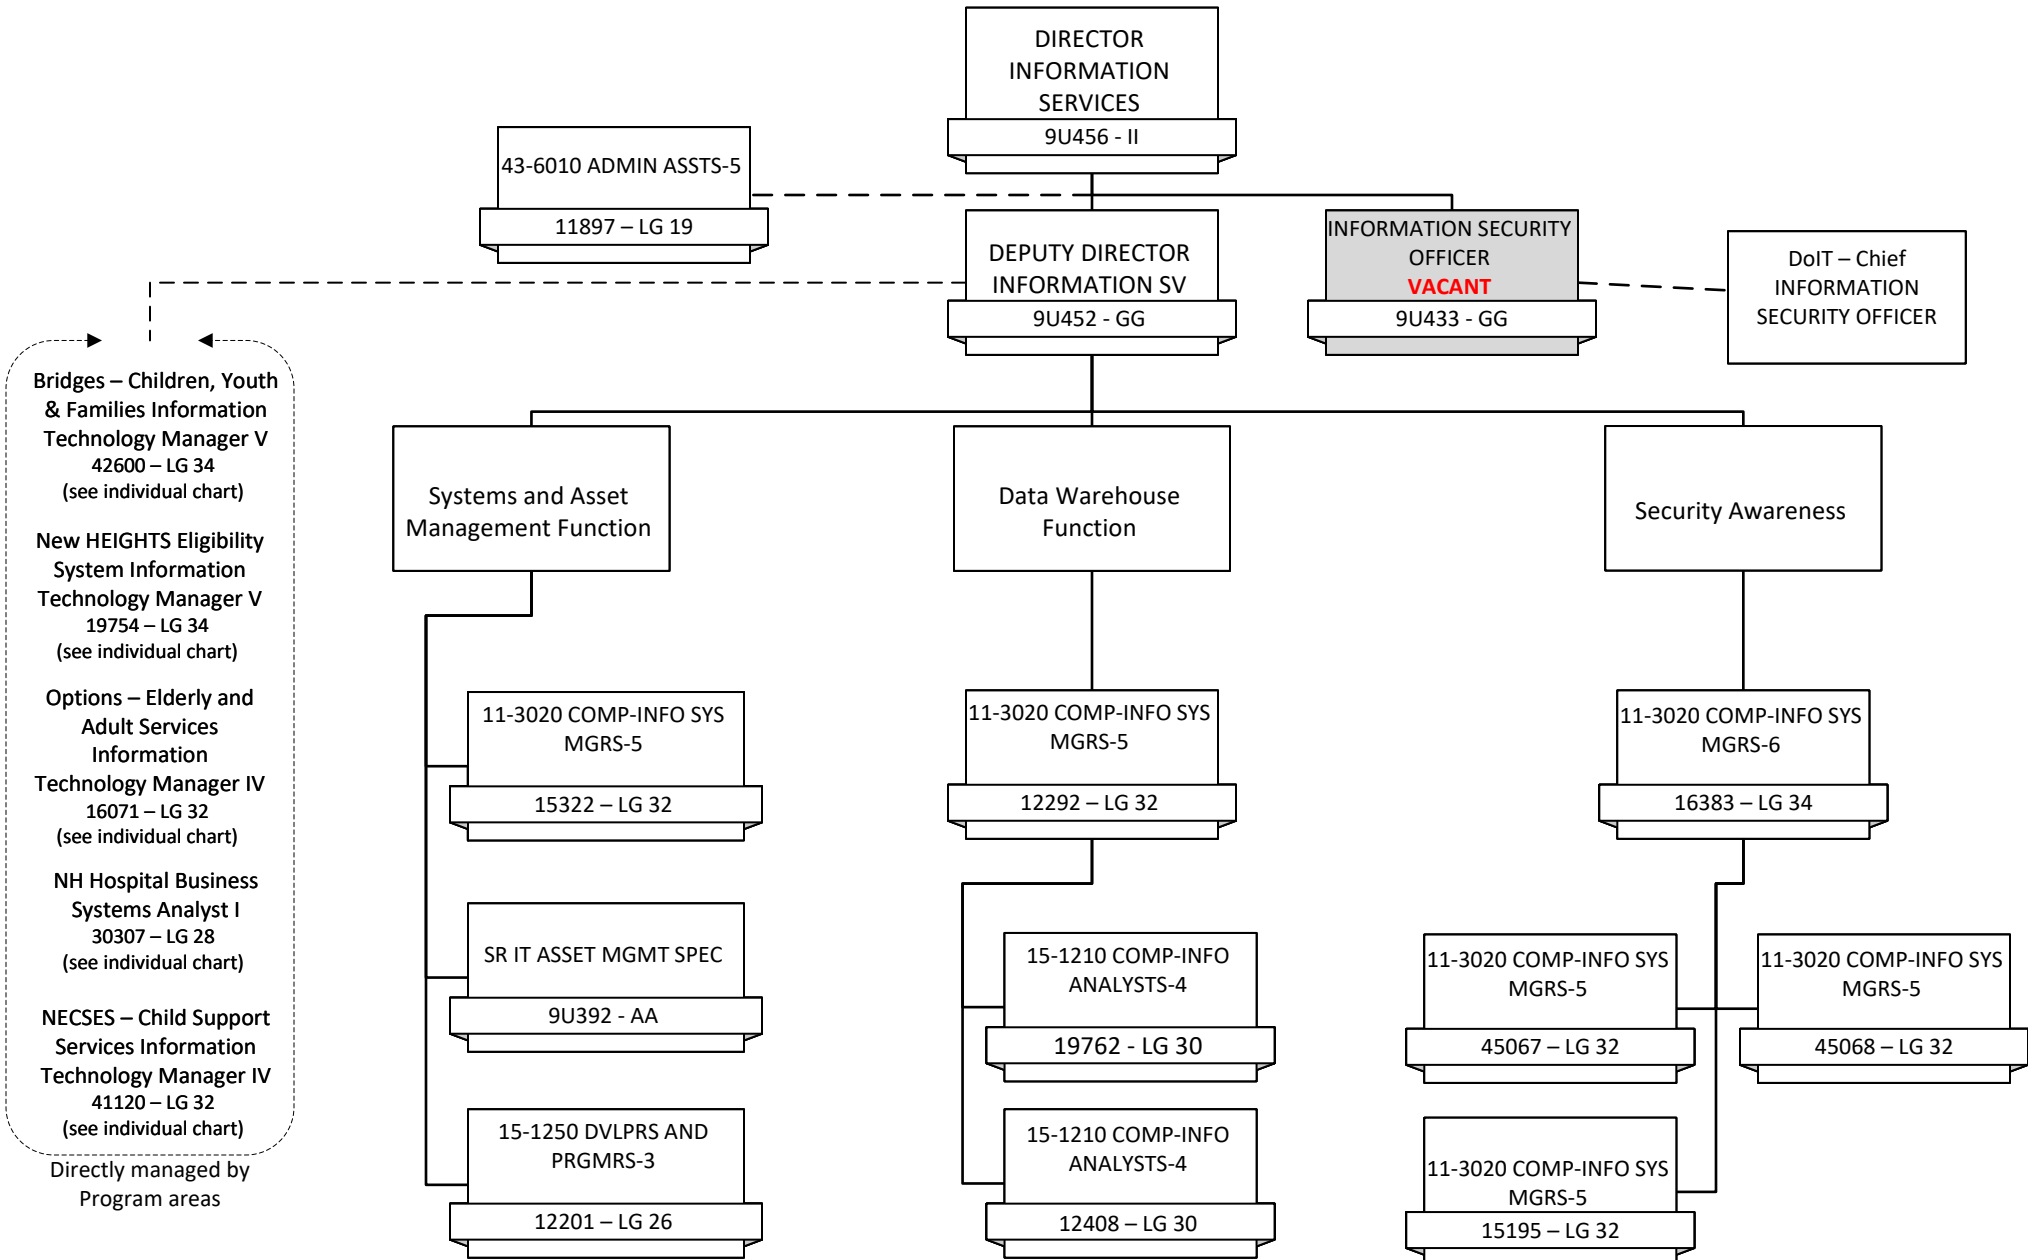 DIRECTOR
INFORMATION
SERVICES
9U456 - II
43-6010 ADMIN ASSTS-5
11897 – LG 19
DEPUTY DIRECTOR
INFORMATION SV
9U452 - GG
INFORMATION SECURITY
OFFICER
VACANT
9U433 - GG
DoIT – Chief
INFORMATION
SECURITY OFFICER
Bridges – Children, Youth
& Families Information
Technology Manager V
42600 – LG 34
(see individual chart)
New HEIGHTS Eligibility
System Information
Technology Manager V
19754 – LG 34
(see individual chart)
Options – Elderly and
Adult Services
Information
Technology Manager IV
16071 – LG 32
(see individual chart)
NH Hospital Business
Systems Analyst I
30307 – LG 28
(see individual chart)
NECSES – Child Support
Services Information
Technology Manager IV
41120 – LG 32
(see individual chart)
Directly managed by
Program areas
Systems and Asset
Management Function
11-3020 COMP-INFO SYS
MGRS-5
15322 – LG 32
SR IT ASSET MGMT SPEC
9U392 - AA
15-1250 DVLPRS AND
PRGMRS-3
12201 – LG 26
Data Warehouse
Function
11-3020 COMP-INFO SYS
MGRS-5
12292 – LG 32
15-1210 COMP-INFO
ANALYSTS-4
19762 - LG 30
15-1210 COMP-INFO
ANALYSTS-4
12408 – LG 30
Security Awareness
11-3020 COMP-INFO SYS
MGRS-6
16383 – LG 34
11-3020 COMP-INFO SYS
MGRS-5
45067 – LG 32
11-3020 COMP-INFO SYS
MGRS-5
45068 – LG 32
11-3020 COMP-INFO SYS
MGRS-5
15195 – LG 32